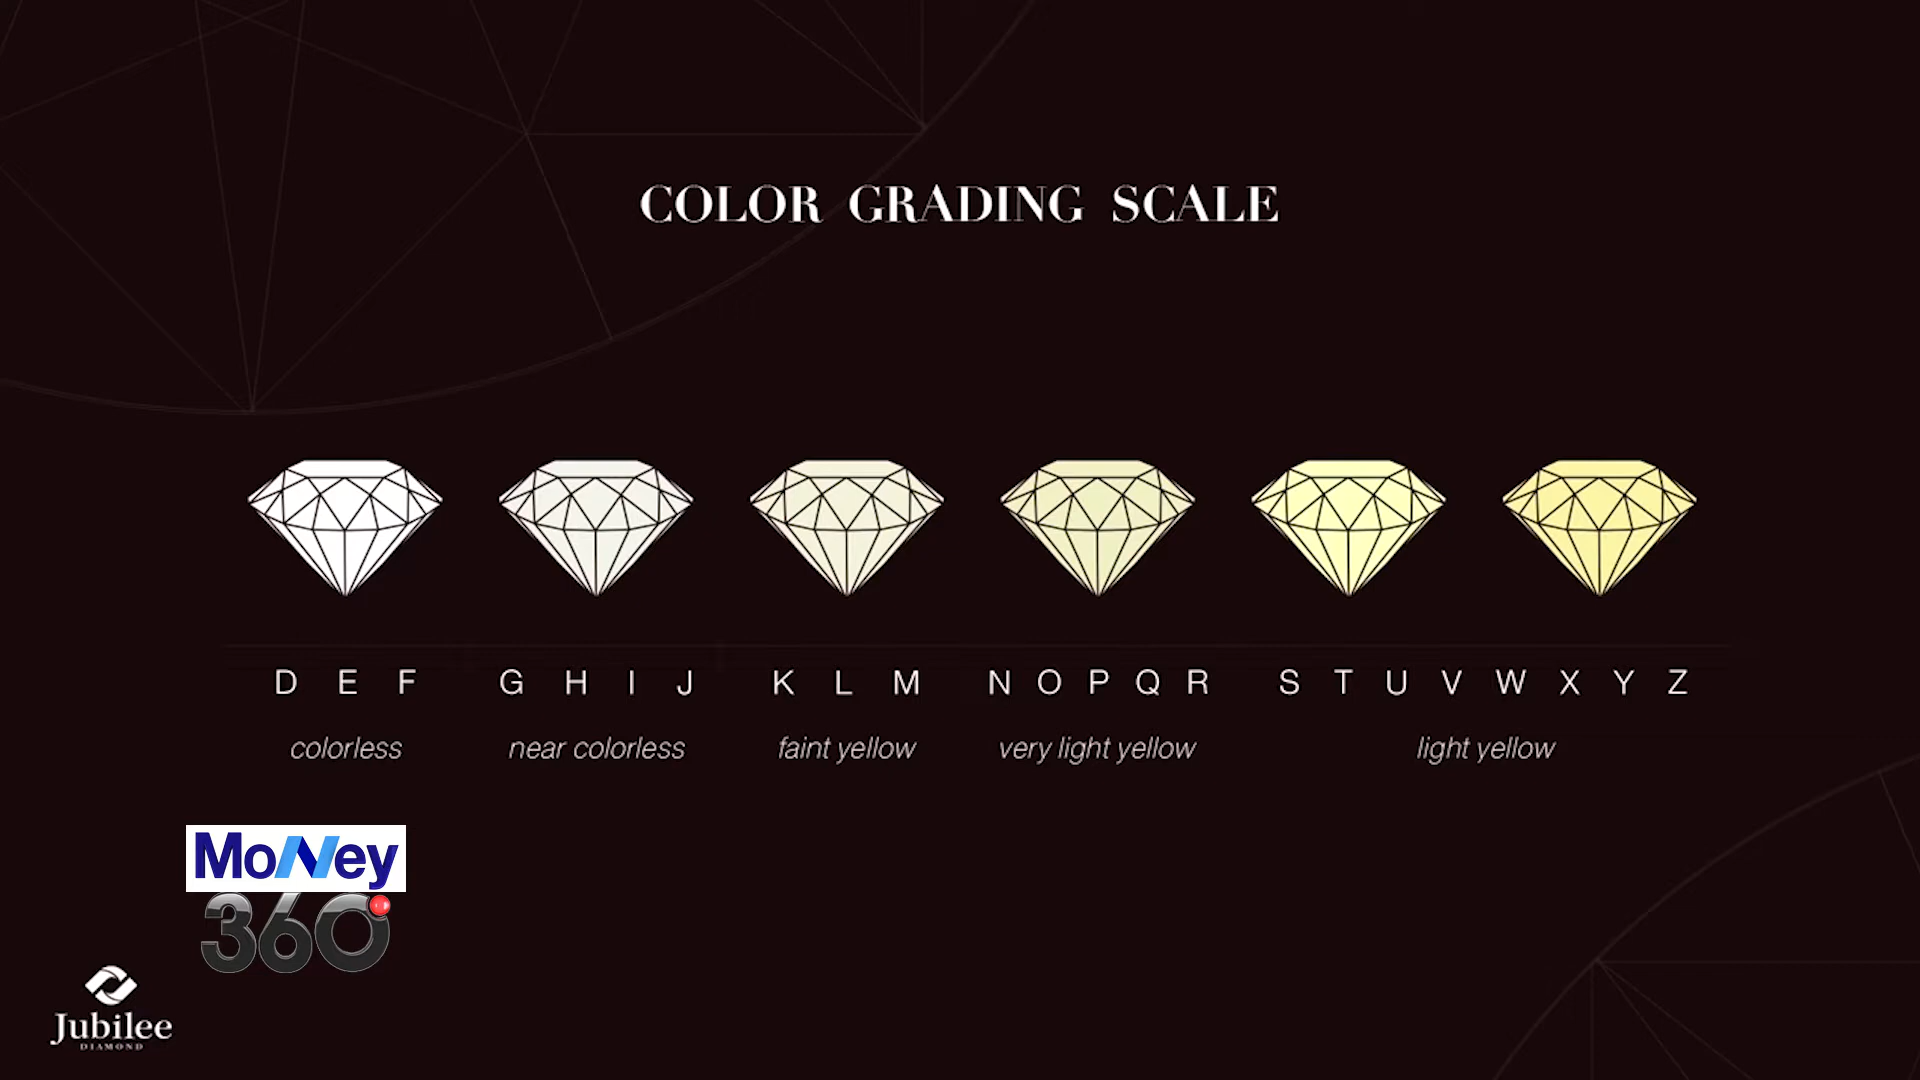 COLOR GRADING SCALE
D E F G H I J K L M N O P Q R S T U V W X Y Z
colorless near colorless faint yellow very light yellow light yellow
Money
360
Jubilee
DIAMOND